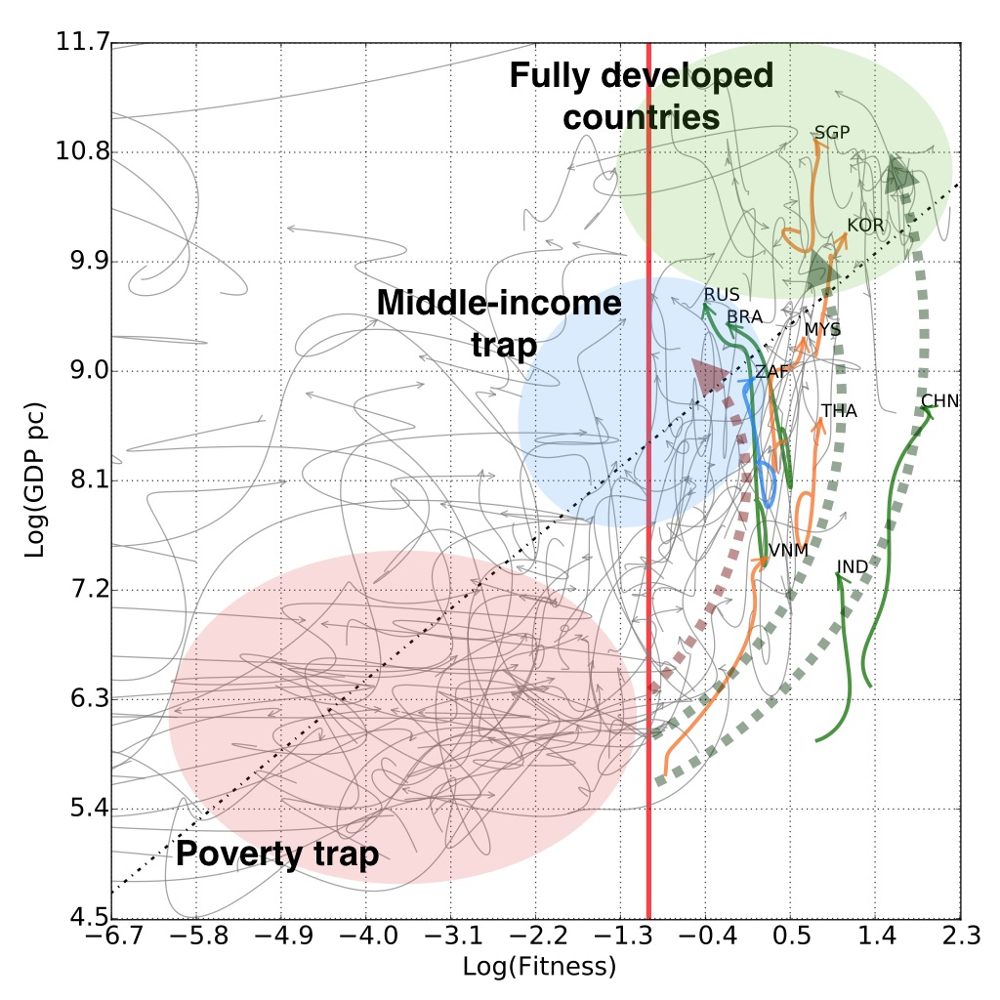 11.7
Fully developed
countries
SGP
10.8
KOR
9.9
Middle-income
trap
RUS
BRA
MYS
9.0
ZAF
CHN
THA
8.1
VNM
IND
7.2
6.3
5.4
Poverty trap
4.5
Log(GDP pc)
−6.7 −5.8 −4.9 −4.0 −3.1 −2.2 −1.3 −0.4 0.5 1.4 2.3
Log(Fitness)